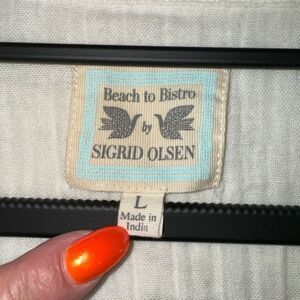 Beach to Bistro
by
SIGRID OLSEN
L
Made in
India